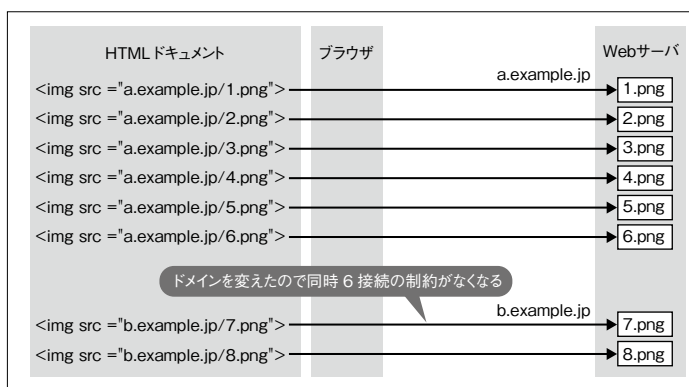 HTMLドキュメント ブラウザ Webサーバ
a.example.jp
<img src ="a.example.jp/1.png"> 1.png
<img src ="a.example.jp/2.png"> 2.png
<img src ="a.example.jp/3.png"> 3.png
<img src ="a.example.jp/4.png"> 4.png
<img src ="a.example.jp/5.png"> 5.png
<img src ="a.example.jp/6.png"> 6.png
ドメインを変えたので同時 6 接続の制約がなくなる
b.example.jp
<img src ="b.example.jp/7.png"> 7.png
<img src ="b.example.jp/8.png"> 8.png